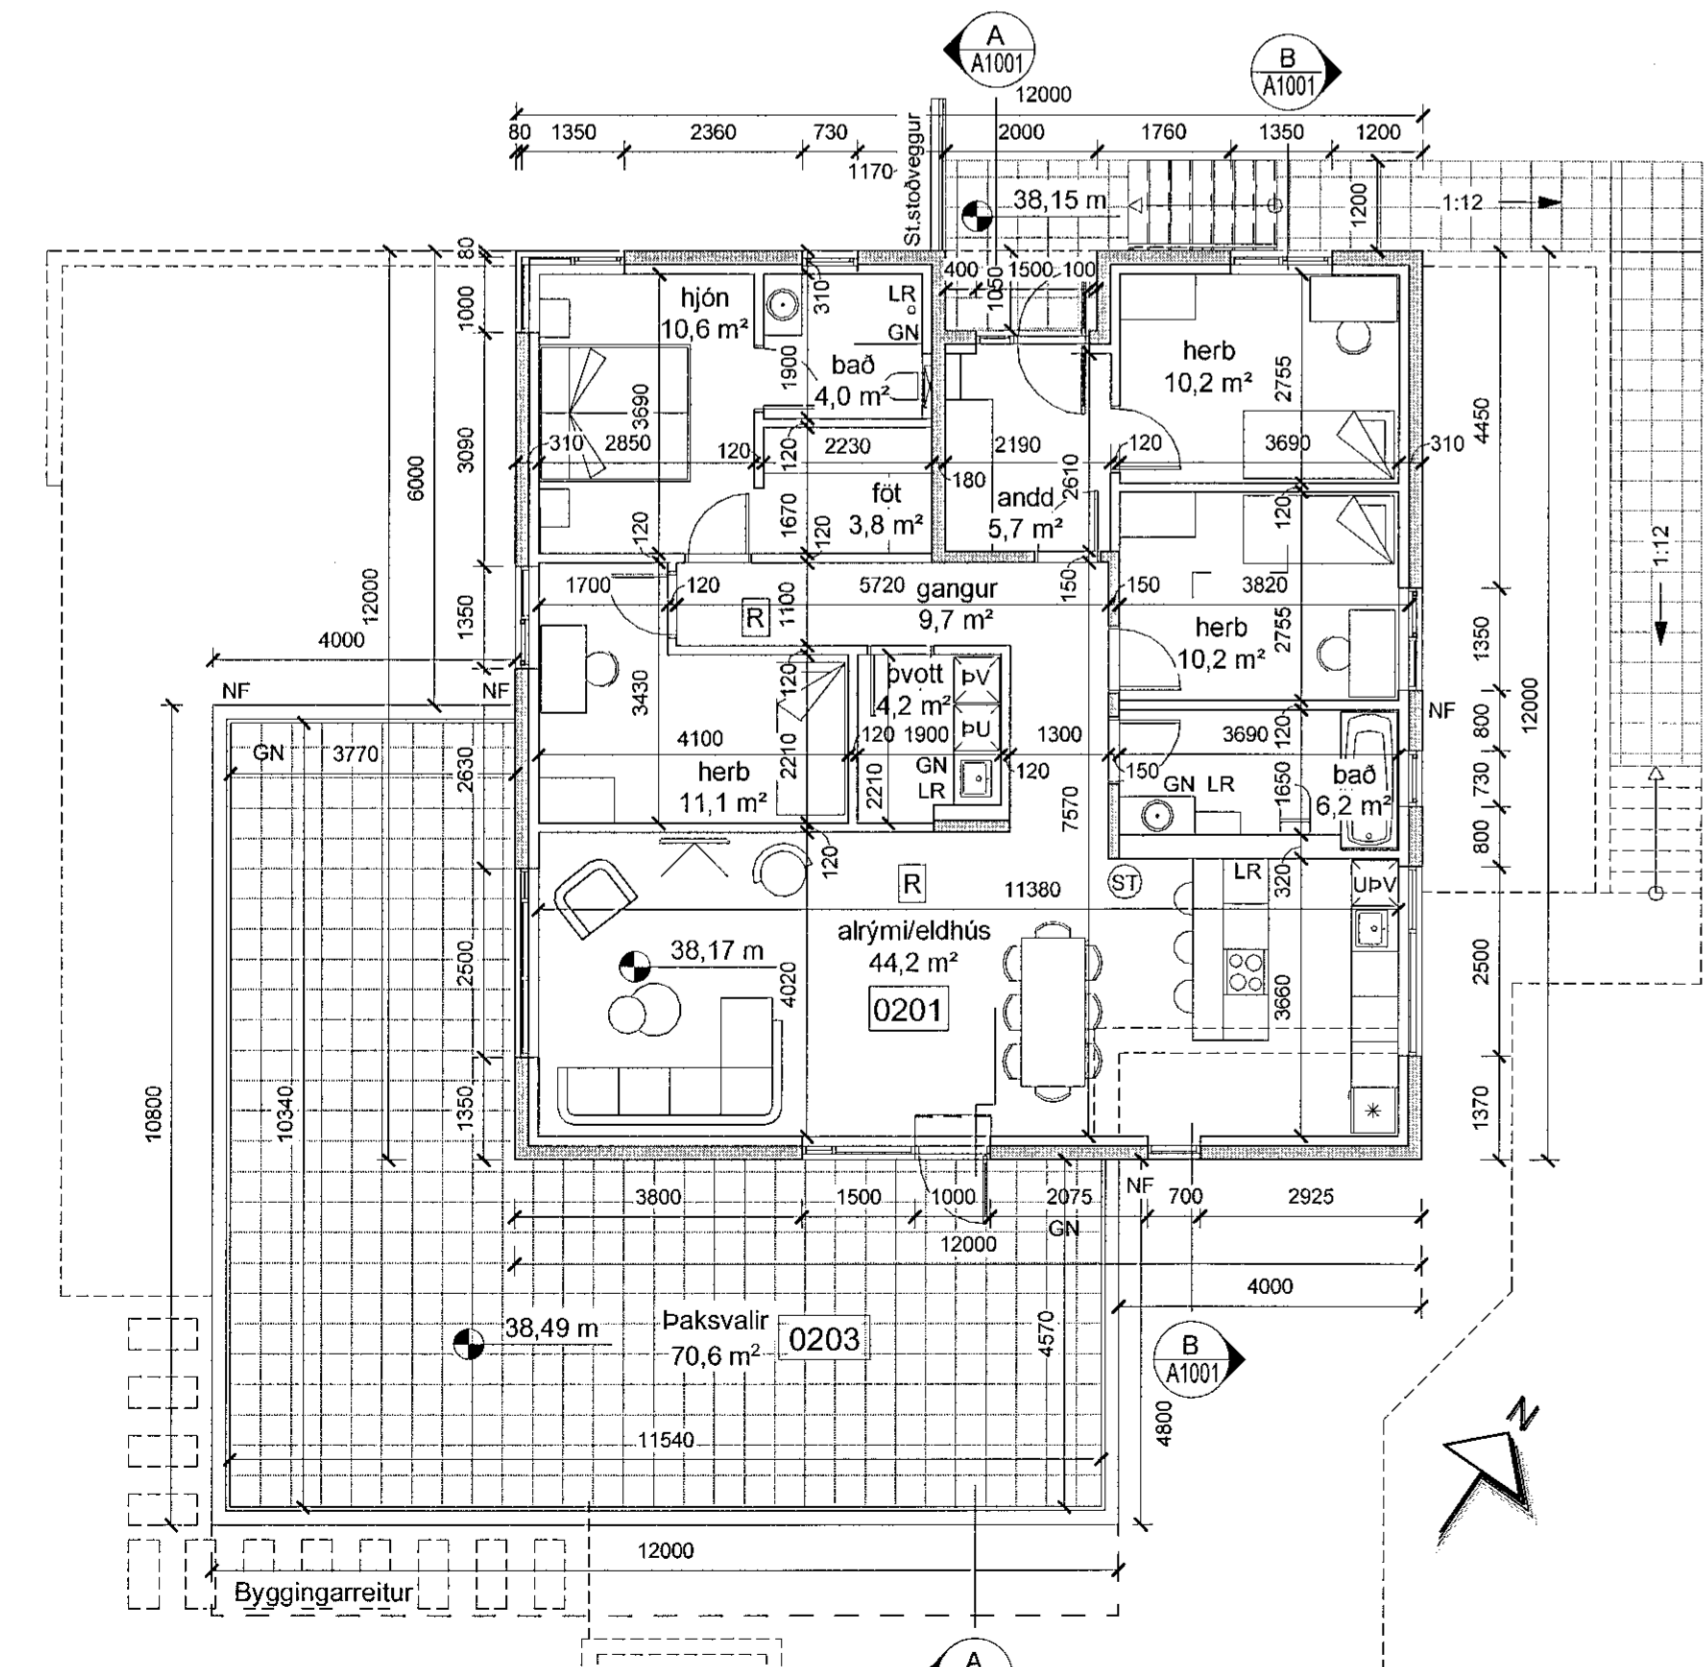 A
A1001
B
A1001
12000
80 1350 2360 730 2000 1760 1350 1200
1170
St.stoðveggur
38,15 m
1200
1:12
80
400 1500 100
1050
310
hjón
10,6 m²
LR
GN
bað
4,0 m²
1900
herb
10,2 m²
2755
1000
3690
3090
6000
4450
310 2850 120 120 2230 2190 120 3690 310
180
2610
föt
3,8 m²
1670
120
120
andd
5,7 m²
120
1:12
12000
1350
1700 120 5720 150 150 3820
gangur
9,7 m²
1100
R
herb
10,2 m²
2755
1350
4000
NF
NF
NF
3430
120
þvott
4,2 m²
ÞV
ÞU
GN
LR
800
12000
GN
3770
2630
4100 120 1900 1300 3690
120
120
150
herb
11,1 m²
2210
2210
7570
GN LR
1650
bað
6,2 m²
730
800
120
R
11380
ST
LR
320
UÞV
alrými/eldhús
44,2 m²
38,17 m
0201
2500
4020
3660
2500
10800
10340
1350
1370
3800 1500 1000 2075 NF 700 2925
GN
12000
4000
Þaksvalir
70,6 m²
0203
38,49 m
4570
B
A1001
4800
N
11540
12000
Byggingarreitur
A